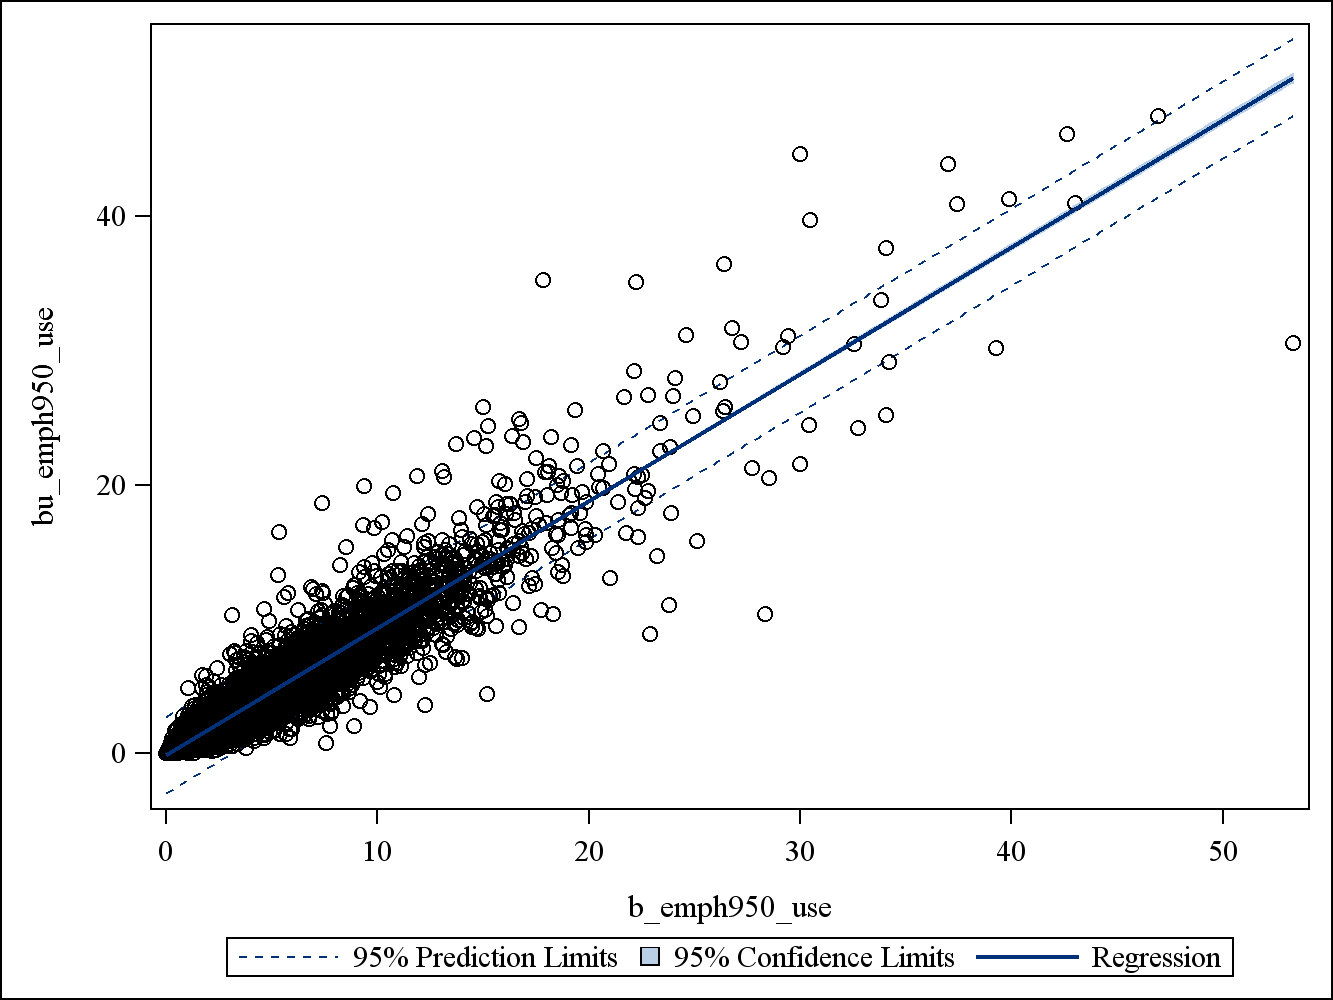 40
20
0
bu_emph950_use
0 10 20 30 40 50
b_emph950_use
95% Prediction Limits 95% Confidence Limits Regression